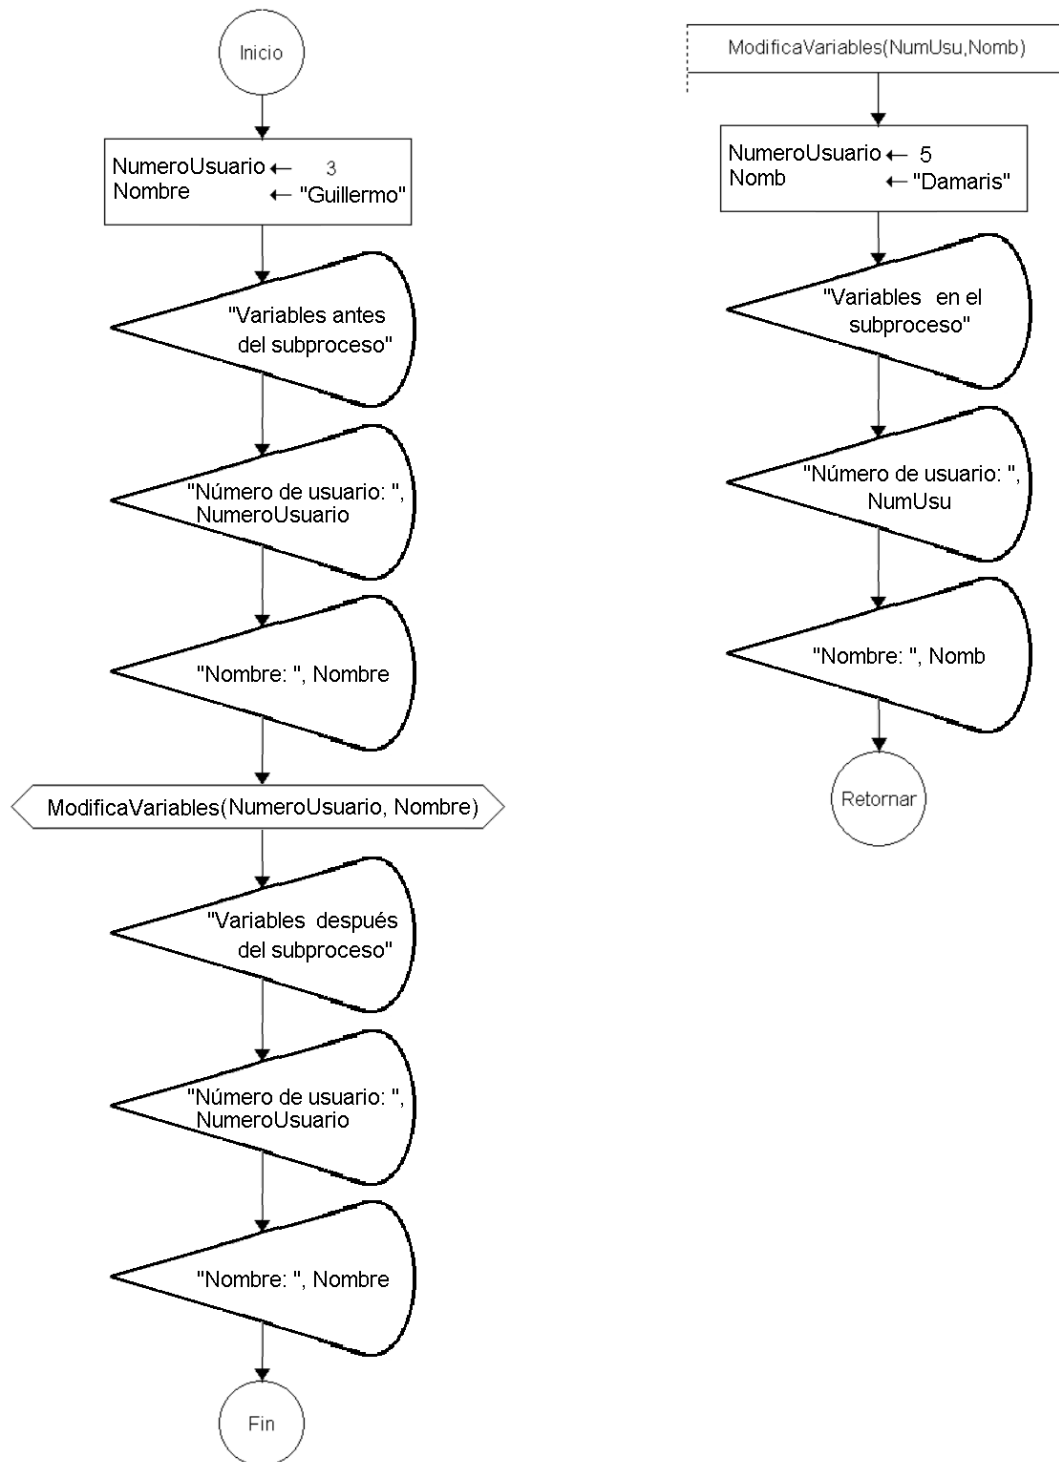 Inicio
NumeroUsuario ← 3
Nombre ← "Guillermo"
"Variables antes
del subproceso"
"Número de usuario: ",
NumeroUsuario
"Nombre: ", Nombre
ModificaVariables(NumeroUsuario, Nombre)
"Variables después
del subproceso"
"Número de usuario: ",
NumeroUsuario
"Nombre: ", Nombre
Fin
ModificaVariables(NumUsu,Nomb)
NumeroUsuario ← 5
Nomb ← "Damaris"
"Variables en el
subproceso"
"Número de usuario: ",
NumUsu
"Nombre: ", Nomb
Retornar